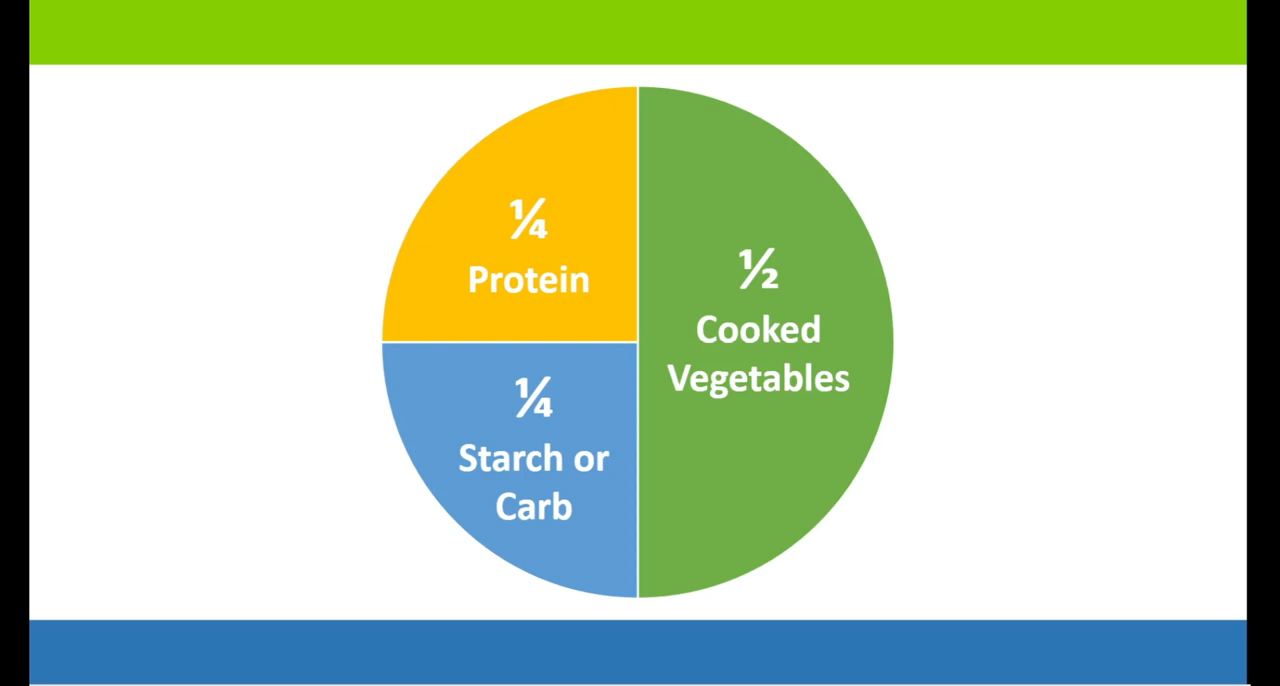 ¼
Protein
½
Cooked
Vegetables
¼
Starch or
Carb